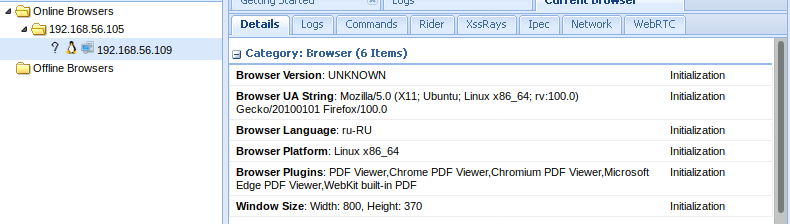 Online Browsers
192.168.56.105
? 192.168.56.109
Offline Browsers
Getting Started
Logs
Current Browser
Details Logs Commands Rider XssRays Ipec Network WebRTC
Category: Browser (6 Items)
Browser Version: UNKNOWN Initialization
Browser UA String: Mozilla/5.0 (X11; Ubuntu; Linux x86_64; rv:100.0) Initialization
Gecko/20100101 Firefox/100.0
Browser Language: ru-RU Initialization
Browser Platform: Linux x86_64 Initialization
Browser Plugins: PDF Viewer,Chrome PDF Viewer,Chromium PDF Viewer,Microsoft Initialization
Edge PDF Viewer,WebKit built-in PDF
Window Size: Width: 800, Height: 370 Initialization